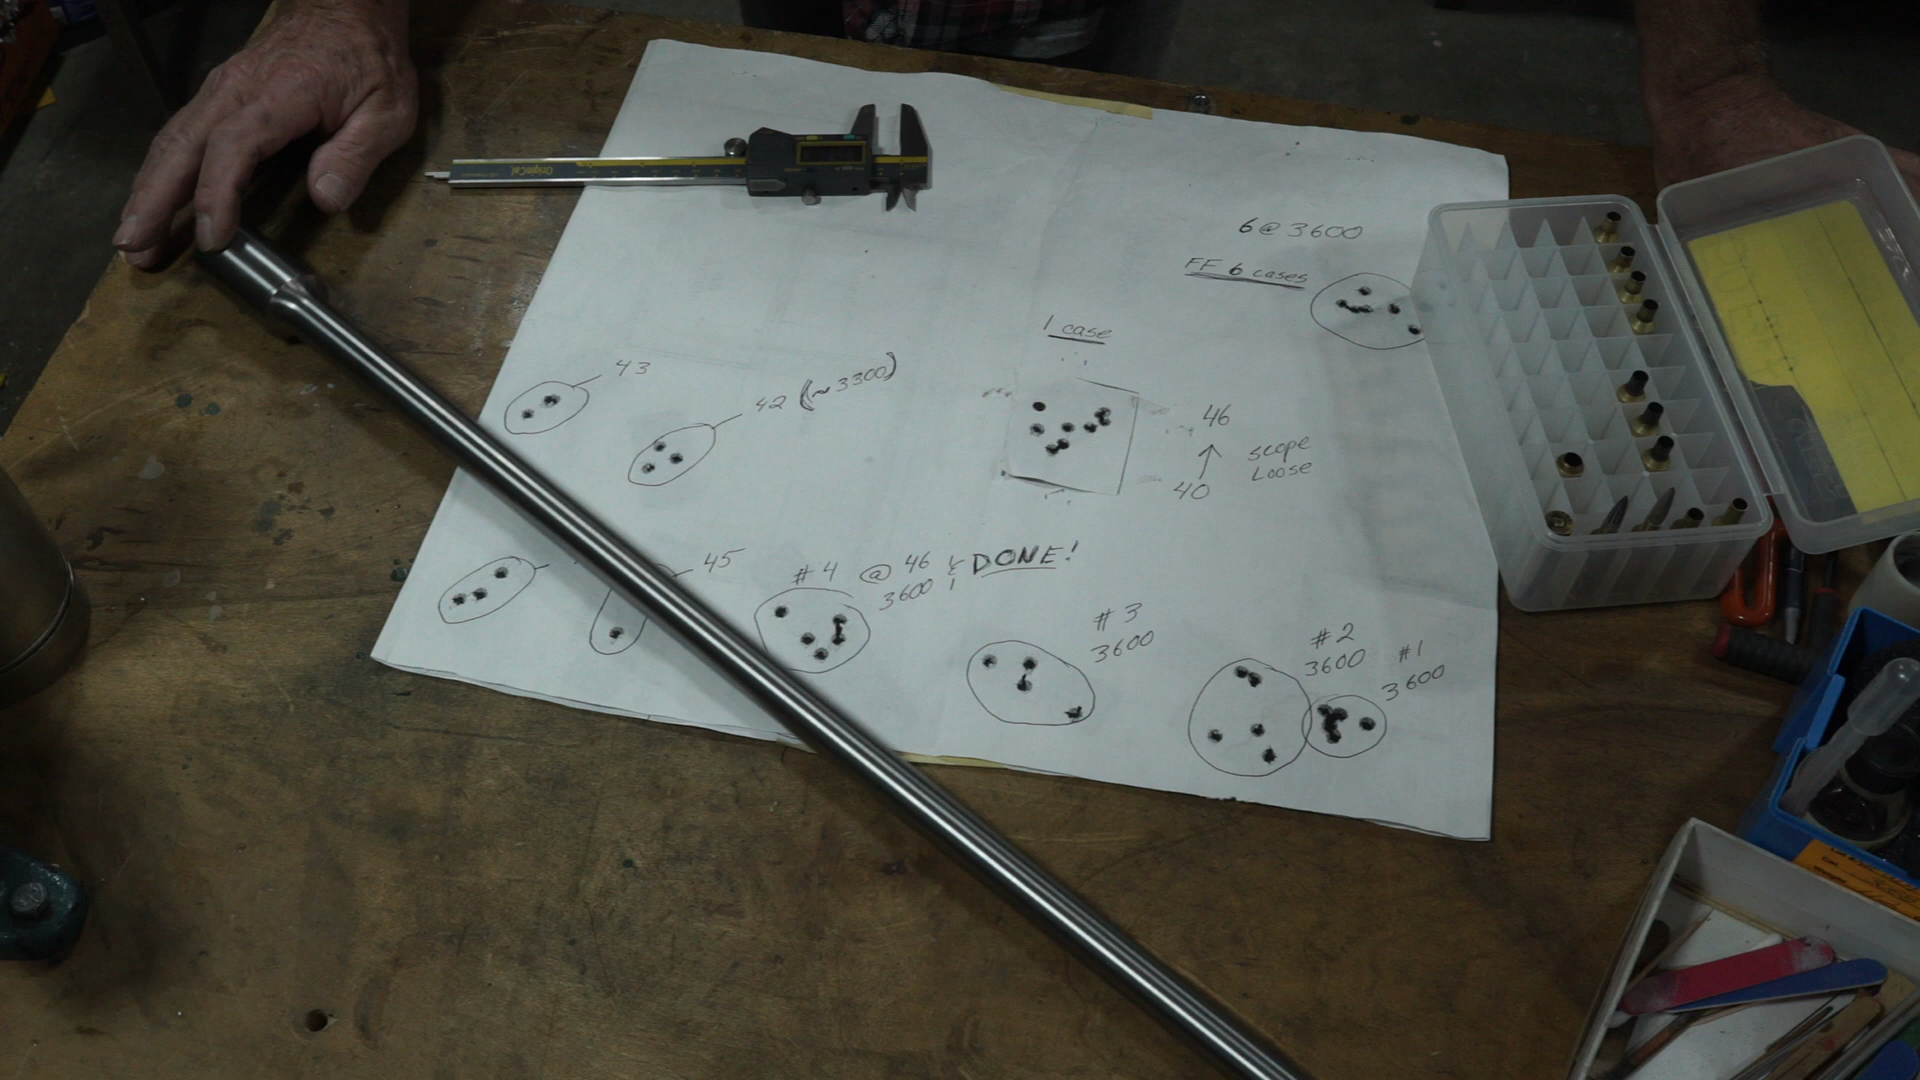 OriginCal
6 @ 3600
FF 6 cases
1 case
43
42 (~3300)
46
↑
40
scope
Loose
45
# 4 @ 46 & DONE!
3600
# 3
3600
# 2
3600
#1
3600